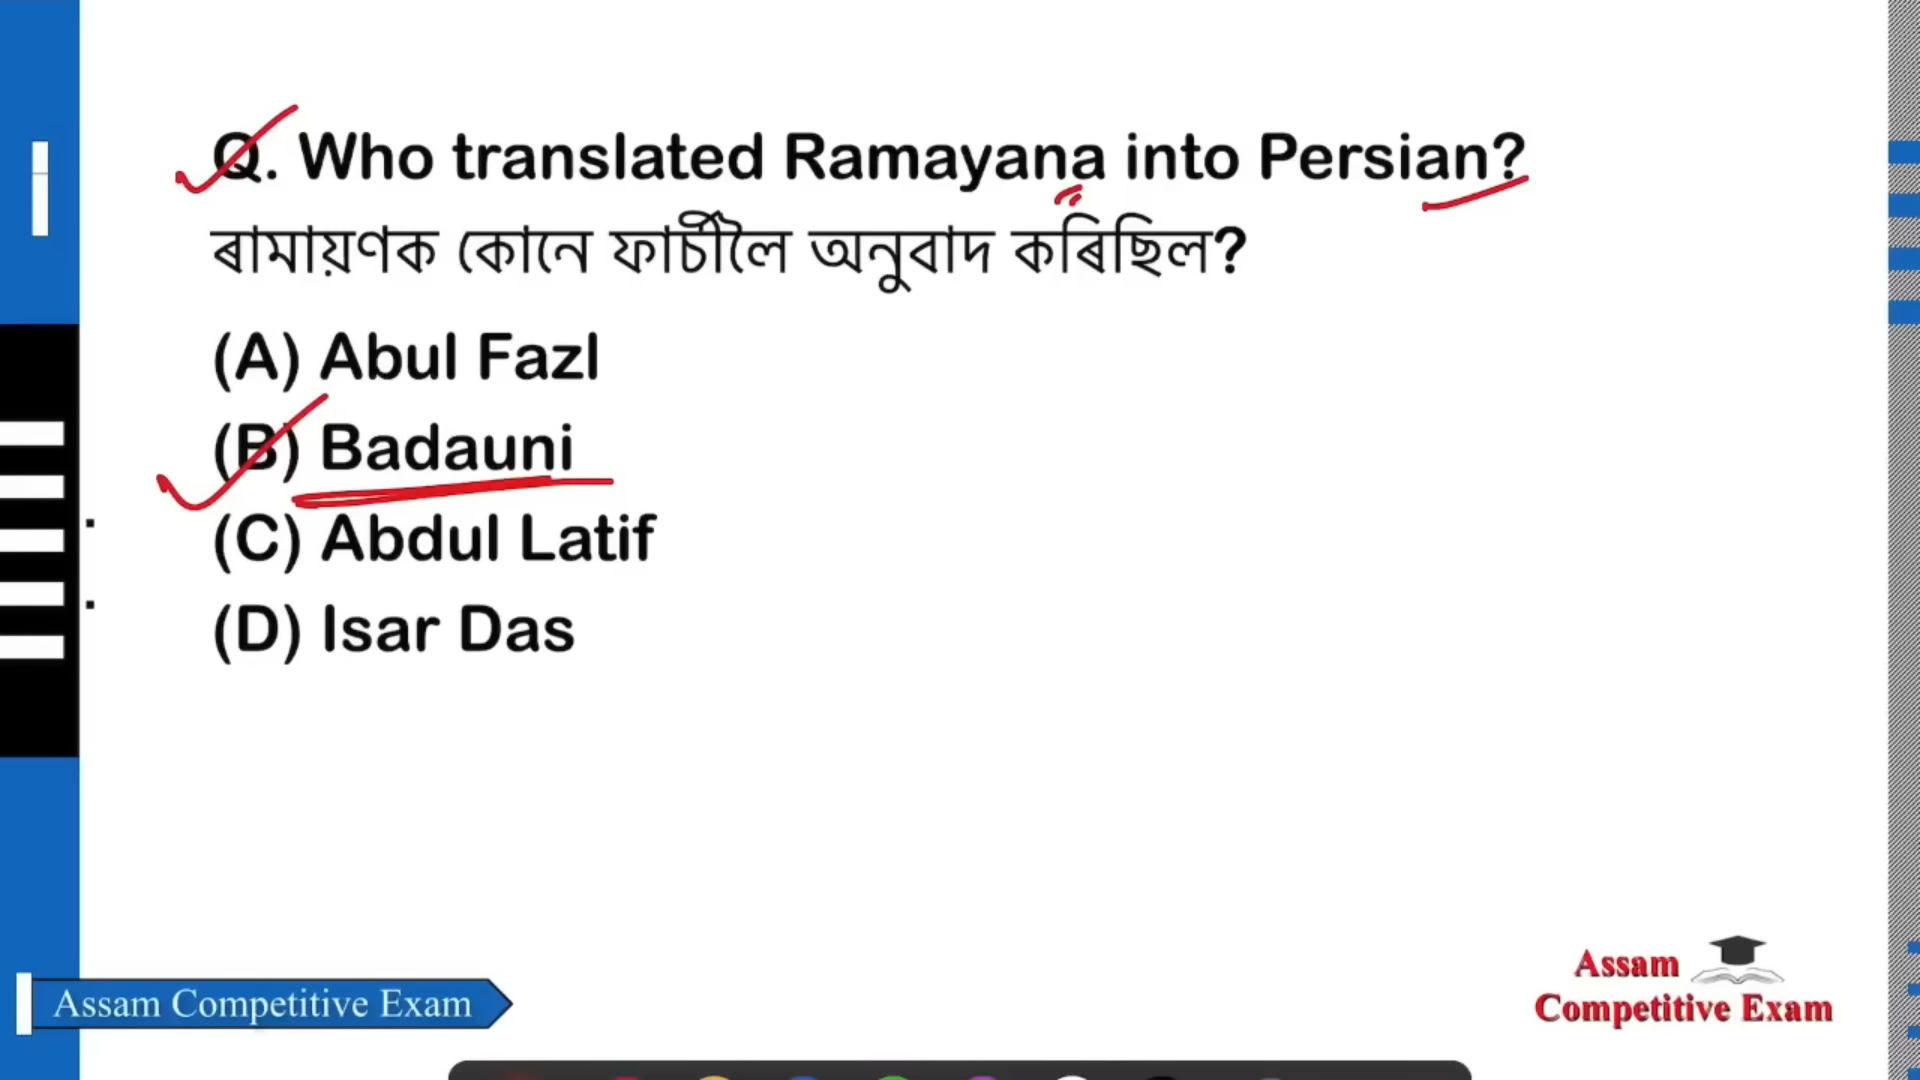 Q. Who translated Ramayana into Persian?
ৰামায়ণক কোনে ফাৰ্চীলৈ অনুবাদ কৰিছিল?
(A) Abul Fazl
(B) Badauni
(C) Abdul Latif
(D) Isar Das
Assam Competitive Exam
Assam
Competitive Exam